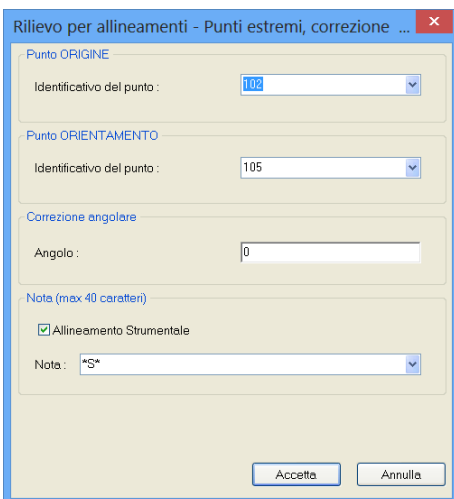 Rilievo per allineamenti - Punti estremi, correzione ...
Punto ORIGINE
Identificativo del punto : 102
Punto ORIENTAMENTO
Identificativo del punto : 105
Correzione angolare
Angolo : 0
Nota (max 40 caratteri)
Allineamento Strumentale
Nota : *S*
Accetta Annulla